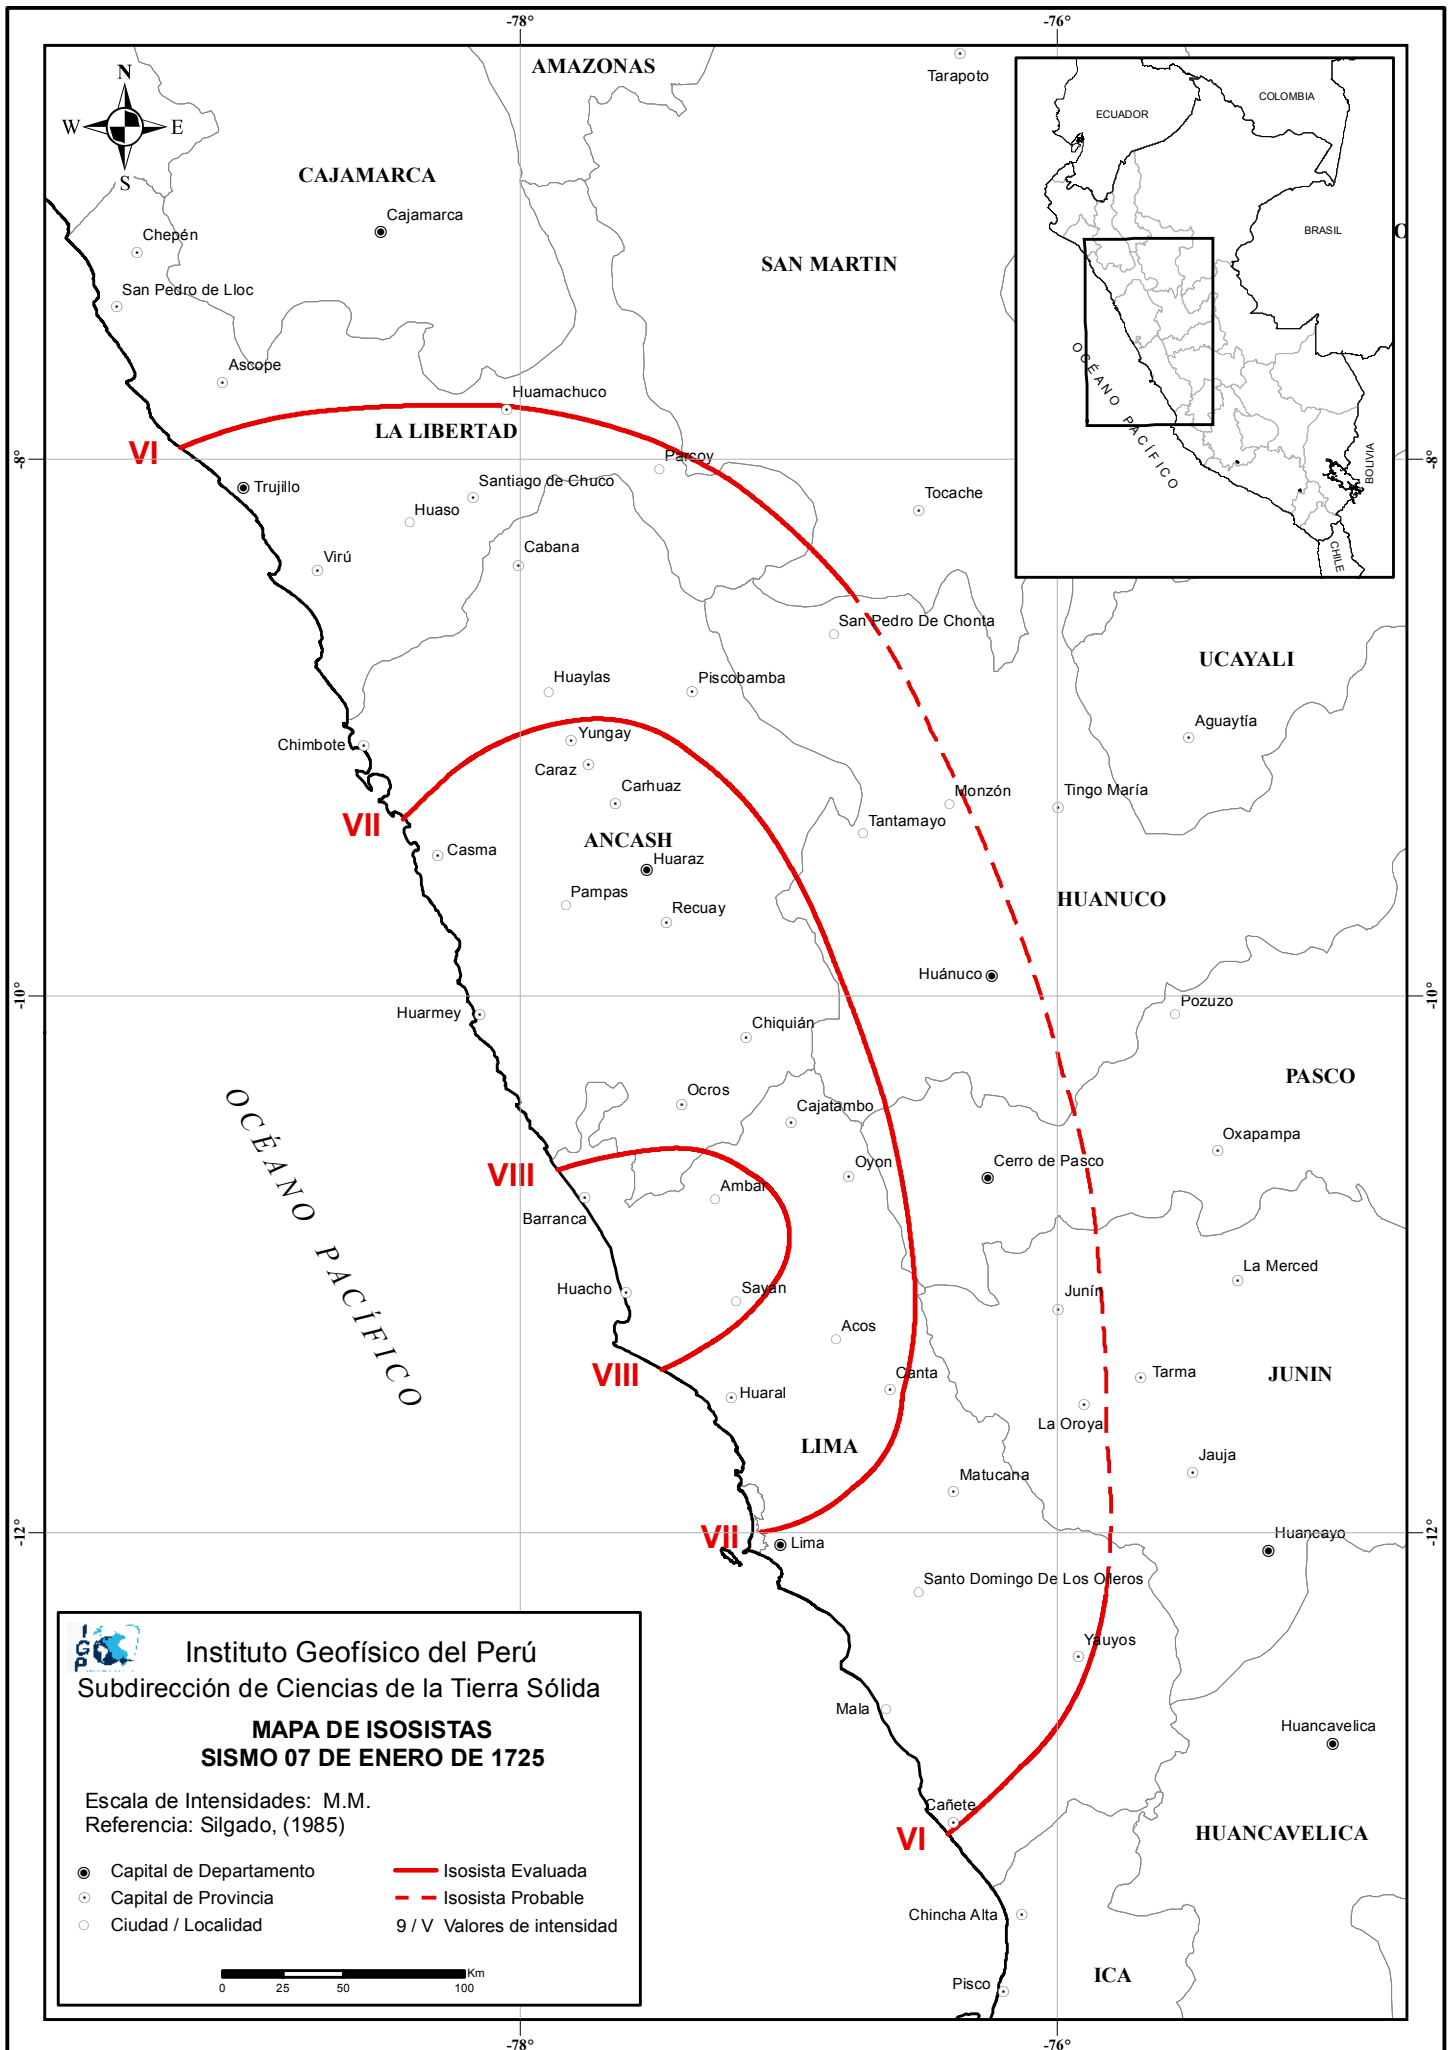 -78°
-76°
AMAZONAS
Tarapoto
N
W
E
S
CAJAMARCA
Cajamarca
Chepén
San Pedro de Lloc
SAN MARTIN
ECUADOR
COLOMBIA
BRASIL
O
OCÉANO PACÍFICO
BOLIVIA
CHILE
Ascope
Huamachuco
LA LIBERTAD
VI
-8°
-8°
Parcoy
Trujillo
Santiago de Chuco
Huaso
Tocache
Virú
Cabana
San Pedro De Chonta
UCAYALI
Huaylas
Piscobamba
Aguaytía
Chimbote
Yungay
Caraz
Carhuaz
Monzón
Tingo María
VII
Tantamayo
ANCASH
Casma
Huaraz
Pampas
Recuay
HUANUCO
Huánuco
-10°
-10°
Pozuzo
Huarmey
Chiquián
PASCO
OCÉANO PACÍFICO
Ocros
Cajatambo
Oxapampa
VIII
Oyon
Cerro de Pasco
Ambar
Barranca
La Merced
Huacho
Sayan
Junín
Acos
VIII
Canta
Tarma
JUNIN
Huaral
La Oroya
LIMA
Jauja
Matucana
-12°
-12°
VII
Lima
Huancayo
Santo Domingo De Los Olleros
Yauyos
Mala
Huancavelica
Cañete
VI
HUANCAVELICA
Chincha Alta
Pisco
ICA
IGP
Instituto Geofísico del Perú
Subdirección de Ciencias de la Tierra Sólida
MAPA DE ISOSISTAS
SISMO 07 DE ENERO DE 1725
Escala de Intensidades: M.M.
Referencia: Silgado, (1985)
Capital de Departamento
Isosista Evaluada
Capital de Provincia
Isosista Probable
Ciudad / Localidad
9 / V Valores de intensidad
Km
0 25 50 100
-78°
-76°